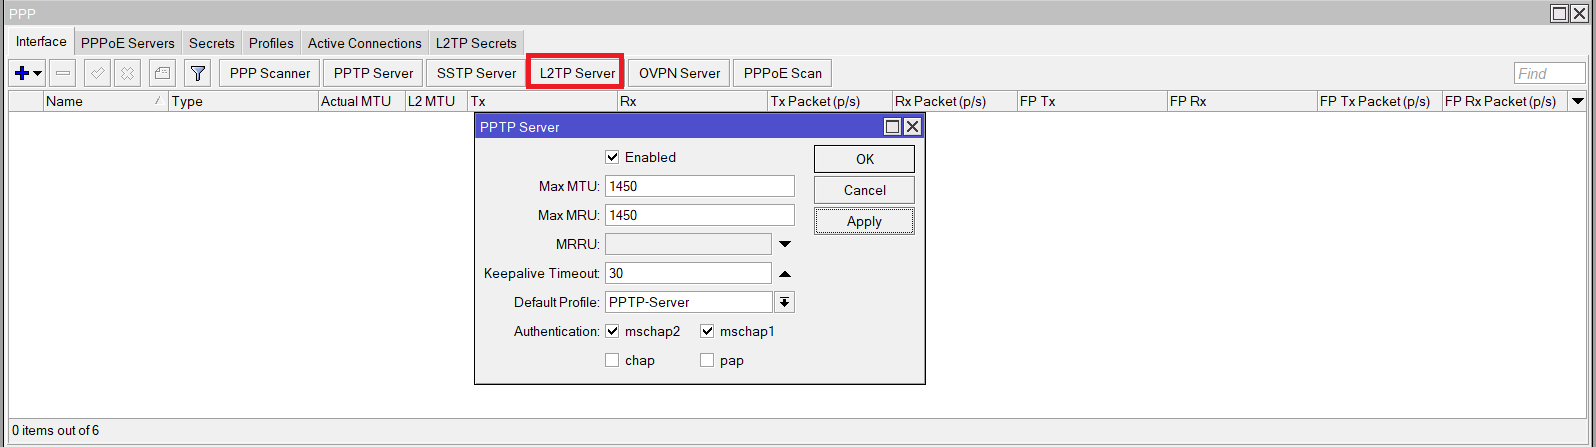 PPP
Interface PPPoE Servers Secrets Profiles Active Connections L2TP Secrets
PPP Scanner PPTP Server SSTP Server L2TP Server OVPN Server PPPoE Scan Find
Name Type Actual MTU L2 MTU Tx Rx Tx Packet (p/s) Rx Packet (p/s) FP Tx FP Rx FP Tx Packet (p/s) FP Rx Packet (p/s)
PPTP Server
Enabled OK
Max MTU: 1450 Cancel
Max MRU: 1450 Apply
MRRU:
Keepalive Timeout: 30
Default Profile: PPTP-Server
Authentication: mschap2 mschap1
chap pap
0 items out of 6